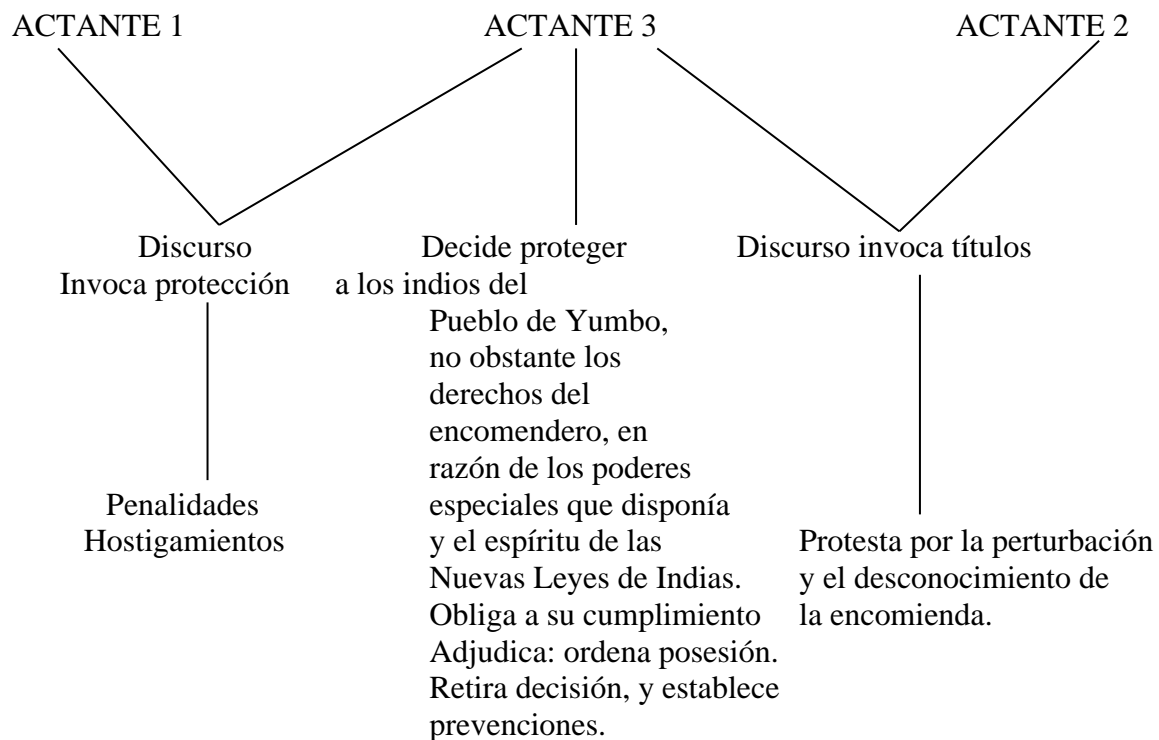 ACTANTE 1 ACTANTE 3 ACTANTE 2
Discurso
Invoca protección
Penalidades
Hostigamientos
Decide proteger
a los indios del
Pueblo de Yumbo,
no obstante los
derechos del
encomendero, en
razón de los poderes
especiales que disponía
y el espíritu de las
Nuevas Leyes de Indias.
Obliga a su cumplimiento
Adjudica: ordena posesión.
Retira decisión, y establece
prevenciones.
Discurso invoca títulos
Protesta por la perturbación
y el desconocimiento de
la encomienda.